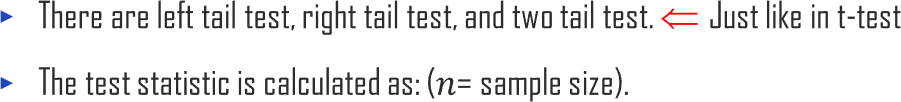 ▸ There are left tail test, right tail test, and two tail test. ⇐ Just like in t-test
▸ The test statistic is calculated as: (n= sample size).